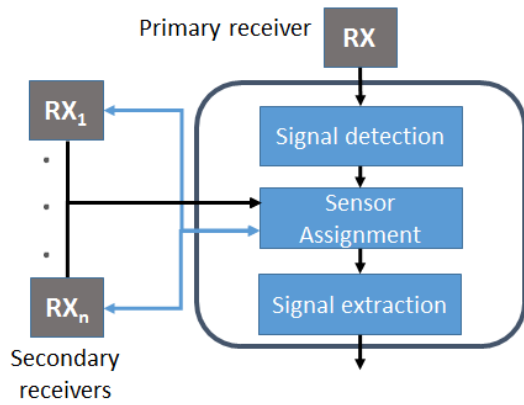 Primary receiver
RX
RX₁
Signal detection
Sensor
Assignment
RXₙ
Signal extraction
Secondary
receivers